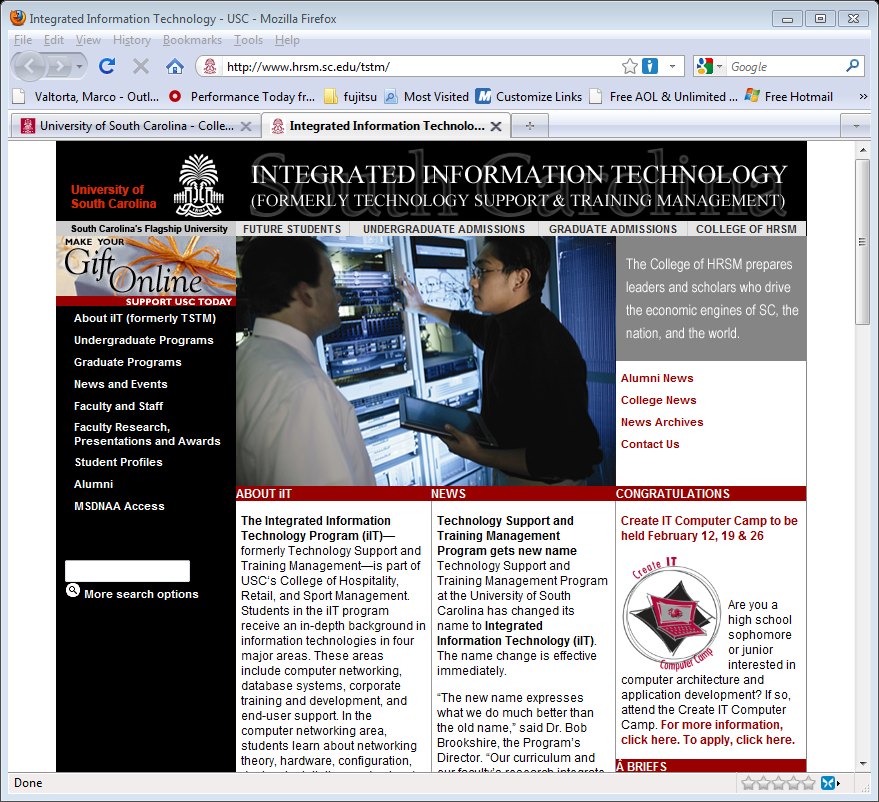 Integrated Information Technology - USC - Mozilla Firefox
File Edit View History Bookmarks Tools Help
http://www.hrsm.sc.edu/tstm/
Google
Valtorta, Marco - Outl... Performance Today fr... fujitsu Most Visited Customize Links Free AOL & Unlimited ... Free Hotmail »
University of South Carolina - Colle... Integrated Information Technolo...
South Carolina
University of
South Carolina
INTEGRATED INFORMATION TECHNOLOGY
(FORMERLY TECHNOLOGY SUPPORT & TRAINING MANAGEMENT)
South Carolina's Flagship University
FUTURE STUDENTS UNDERGRADUATE ADMISSIONS GRADUATE ADMISSIONS COLLEGE OF HRSM
MAKE YOUR
Gift
Online
SUPPORT USC TODAY
About iIT (formerly TSTM)
Undergraduate Programs
Graduate Programs
News and Events
Faculty and Staff
Faculty Research,
Presentations and Awards
Student Profiles
Alumni
MSDNAA Access
More search options
The College of HRSM prepares
leaders and scholars who drive
the economic engines of SC, the
nation, and the world.
Alumni News
College News
News Archives
Contact Us
ABOUT iIT
The Integrated Information
Technology Program (iIT)—
formerly Technology Support and
Training Management—is part of
USC's College of Hospitality,
Retail, and Sport Management.
Students in the iIT program
receive an in-depth background in
information technologies in four
major areas. These areas
include computer networking,
database systems, corporate
training and development, and
end-user support. In the
computer networking area,
students learn about networking
theory, hardware, configuration,
NEWS
Technology Support and
Training Management
Program gets new name
Technology Support and
Training Management Program
at the University of South
Carolina has changed its
name to Integrated
Information Technology (iIT).
The name change is effective
immediately.
“The new name expresses
what we do much better than
the old name,” said Dr. Bob
Brookshire, the Program's
Director. “Our curriculum and
our faculty's research integrate
CONGRATULATIONS
Create IT Computer Camp to be
held February 12, 19 & 26
Create IT
Computer Camp
Are you a
high school
sophomore
or junior
interested in
computer architecture and
application development? If so,
attend the Create IT Computer
Camp. For more information,
click here. To apply, click here.
Â BRIEFS
Done